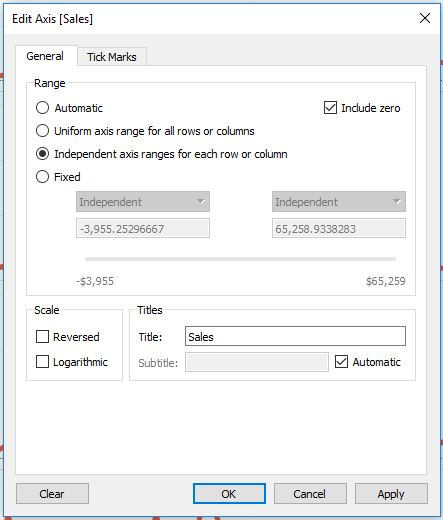 Edit Axis [Sales]
General Tick Marks
Range
Automatic Include zero
Uniform axis range for all rows or columns
Independent axis ranges for each row or column
Fixed
Independent Independent
-3,955.25296667 65,258.9338283
-$3,955 $65,259
Scale Titles
Reversed Title: Sales
Logarithmic Subtitle: Automatic
Clear OK Cancel Apply